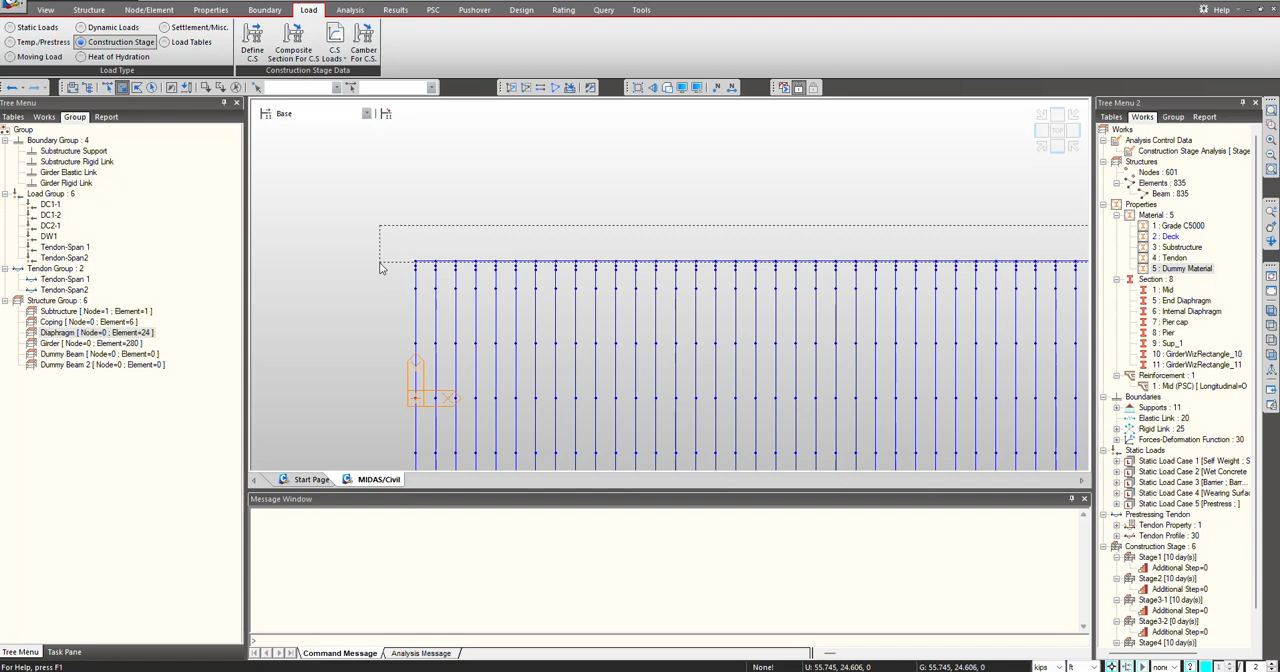 View Structure Node/Element Properties Boundary Load Analysis Results PSC Pushover Design Rating Query Tools Help
Static Loads Dynamic Loads Settlement/Misc.
Temp./Prestress Construction Stage Load Tables
Moving Load Heat of Hydration
Load Type
Define C.S
Composite Section For C.S
C.S Loads
Camber For C.S.
Construction Stage Data
Tree Menu
Tables Works Group Report
Group
Boundary Group : 4
Substructure Support
Substructure Rigid Link
Girder Elastic Link
Girder Rigid Link
Load Group : 6
DC1-1
DC1-2
DC2-1
DW1
Tendon-Span 1
Tendon-Span2
Tendon Group : 2
Tendon-Span 1
Tendon-Span2
Structure Group : 6
Subtructure [ Node=1 ; Element=1 ]
Coping [ Node=0 ; Element=6 ]
Diaphragm [ Node=0 ; Element=24 ]
Girder [ Node=0 ; Element=280 ]
Dummy Beam [ Node=0 ; Element=0 ]
Dummy Beam 2 [ Node=0 ; Element=0 ]
Tree Menu Task Pane
For Help, press F1
Base
TOP
Start Page MIDAS/Civil
Message Window
>
Command Message Analysis Message
None! U: 55.745, 24.606, 0 G: 55.745, 24.606, 0 kips ft none 1 2
Tree Menu 2
Tables Works Group Report
Works
Analysis Control Data
Construction Stage Analysis [ Stage
Structures
Nodes : 601
Elements : 835
Beam : 835
Properties
Material : 5
1 : Grade C5000
2 : Deck
3 : Substructure
4 : Tendon
5 : Dummy Material
Section : 8
1 : Mid
5 : End Diaphragm
6 : Internal Diaphragm
7 : Pier cap
8 : Pier
9 : Sup_1
10 : GirderWizRectangle_10
11 : GirderWizRectangle_11
Reinforcement : 1
1 : Mid (PSC) [ Longitudinal=O
Boundaries
Supports : 11
Elastic Link : 20
Rigid Link : 25
Forces-Deformation Function : 30
Static Loads
Static Load Case 1 [Self Weight ; S
Static Load Case 2 [Wet Concrete
Static Load Case 3 [Barrier ; Barr...
Static Load Case 4 [Wearing Surfac
Static Load Case 5 [Prestress ; ]
Prestressing Tendon
Tendon Property : 1
Tendon Profile : 30
Construction Stage : 6
Stage1 [10 day(s)]
Additional Step=0
Stage2 [10 day(s)]
Additional Step=0
Stage3-1 [10 day(s)]
Additional Step=0
Stage3-2 [0 day(s)]
Additional Step=0
Stage4 [10 day(s)]